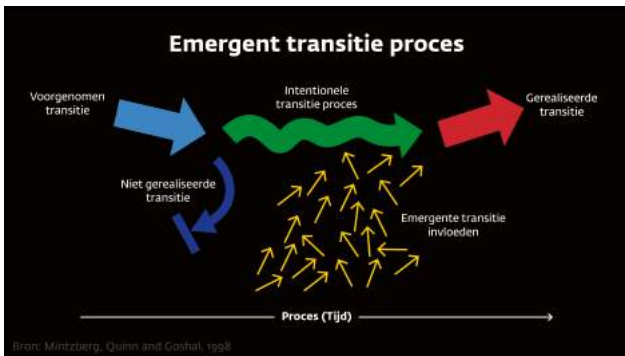 Emergent transitie proces
Voorgenomen
transitie
Intentionele
transitie proces
Gerealiseerde
transitie
Niet gerealiseerde
transitie
Emergente transitie
invloeden
Proces (Tijd)
Bron: Mintzberg, Quinn and Goshal, 1998